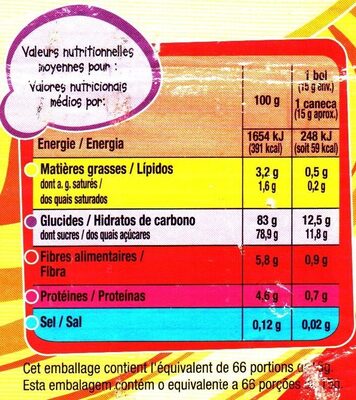 Valeurs nutritionnelles
moyennes pour :
Valores nutricionais
médios por:
100 g
1 bol
(15 g env.)
1 caneca
(15 g aprox.)
Energie / Energia
1654 kJ 248 kJ
(391 kcal) (soit 59 kcal)
Matières grasses / Lípidos 3,2 g 0,5 g
dont a. g. saturés / 1,6 g 0,2 g
dos quais saturados
Glucides / Hidratos de carbono 83 g 12,5 g
dont sucres / dos quais açúcares 78,9 g 11,8 g
Fibres alimentaires / 5,8 g 0,9 g
Fibra
Protéines / Proteínas 4,6 g 0,7 g
Sel / Sal 0,12 g 0,02 g
Cet emballage contient l'équivalent de 66 portions
Esta embalagem contém o equivalente a 66 porções